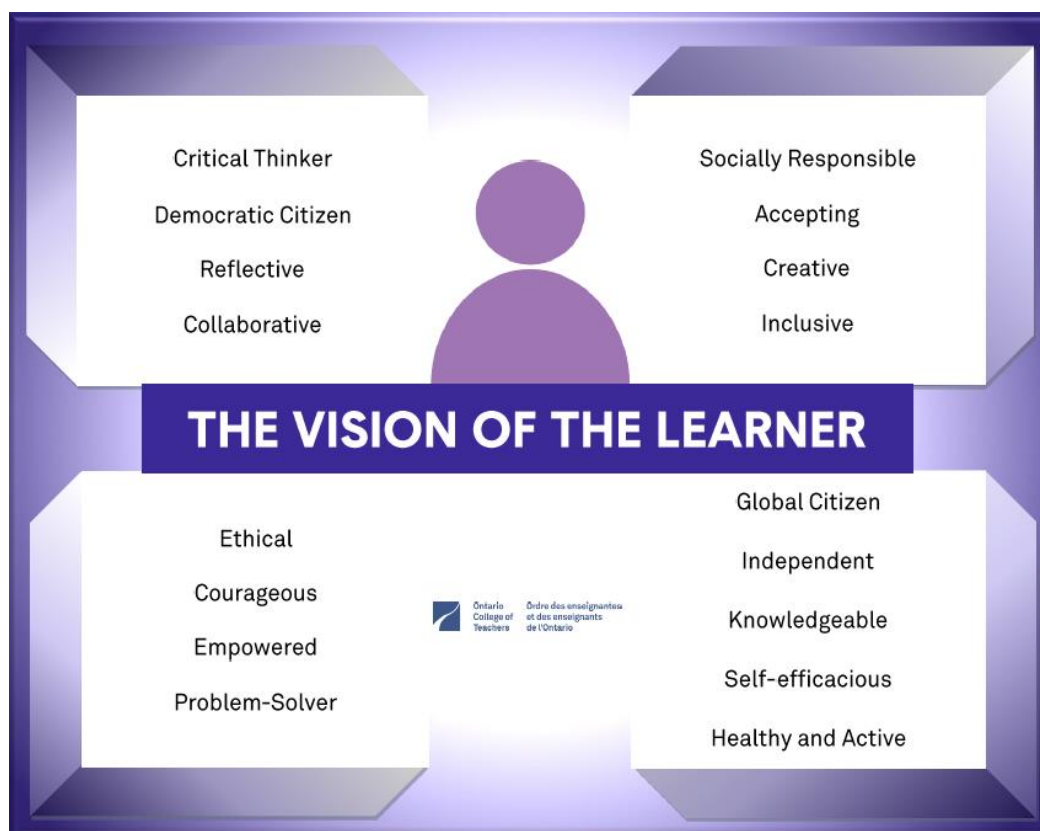 Critical Thinker
Democratic Citizen
Reflective
Collaborative
Socially Responsible
Accepting
Creative
Inclusive
THE VISION OF THE LEARNER
Ethical
Courageous
Empowered
Problem-Solver
Ontario
College of
Teachers
Ordre des enseignantes
et des enseignants
de l'Ontario
Global Citizen
Independent
Knowledgeable
Self-efficacious
Healthy and Active